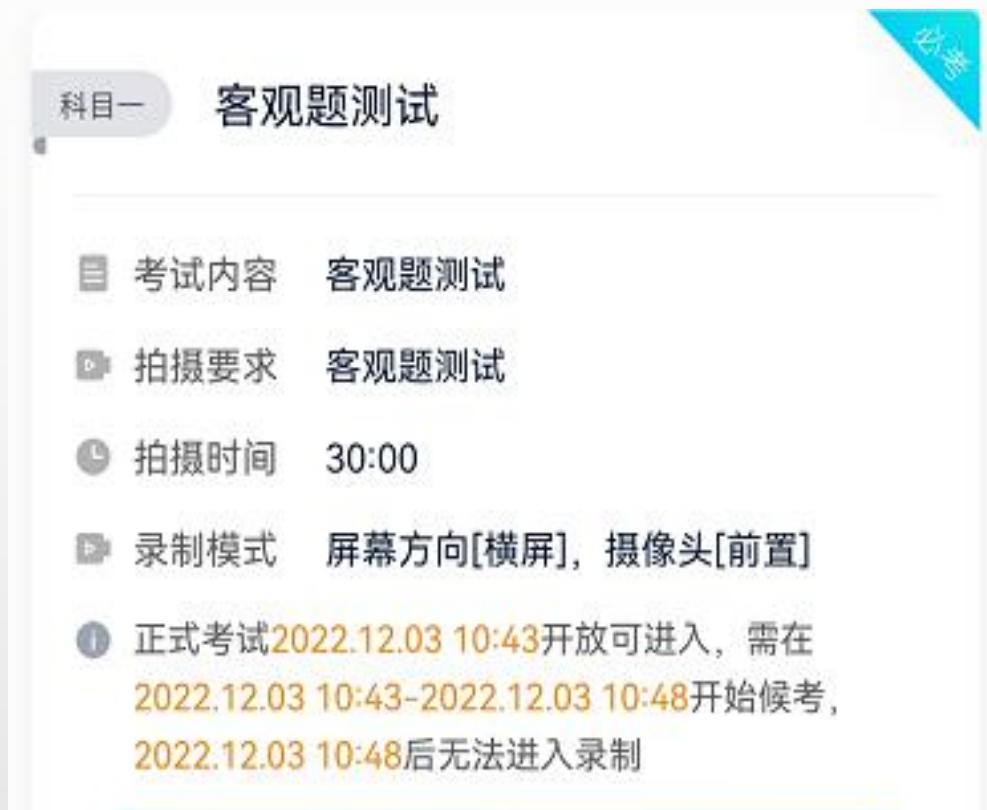 必考
科目一 客观题测试
考试内容 客观题测试
拍摄要求 客观题测试
拍摄时间 30:00
录制模式 屏幕方向[横屏],摄像头[前置]
正式考试2022.12.03 10:43开放可进入,需在
2022.12.03 10:43-2022.12.03 10:48开始候考,
2022.12.03 10:48后无法进入录制